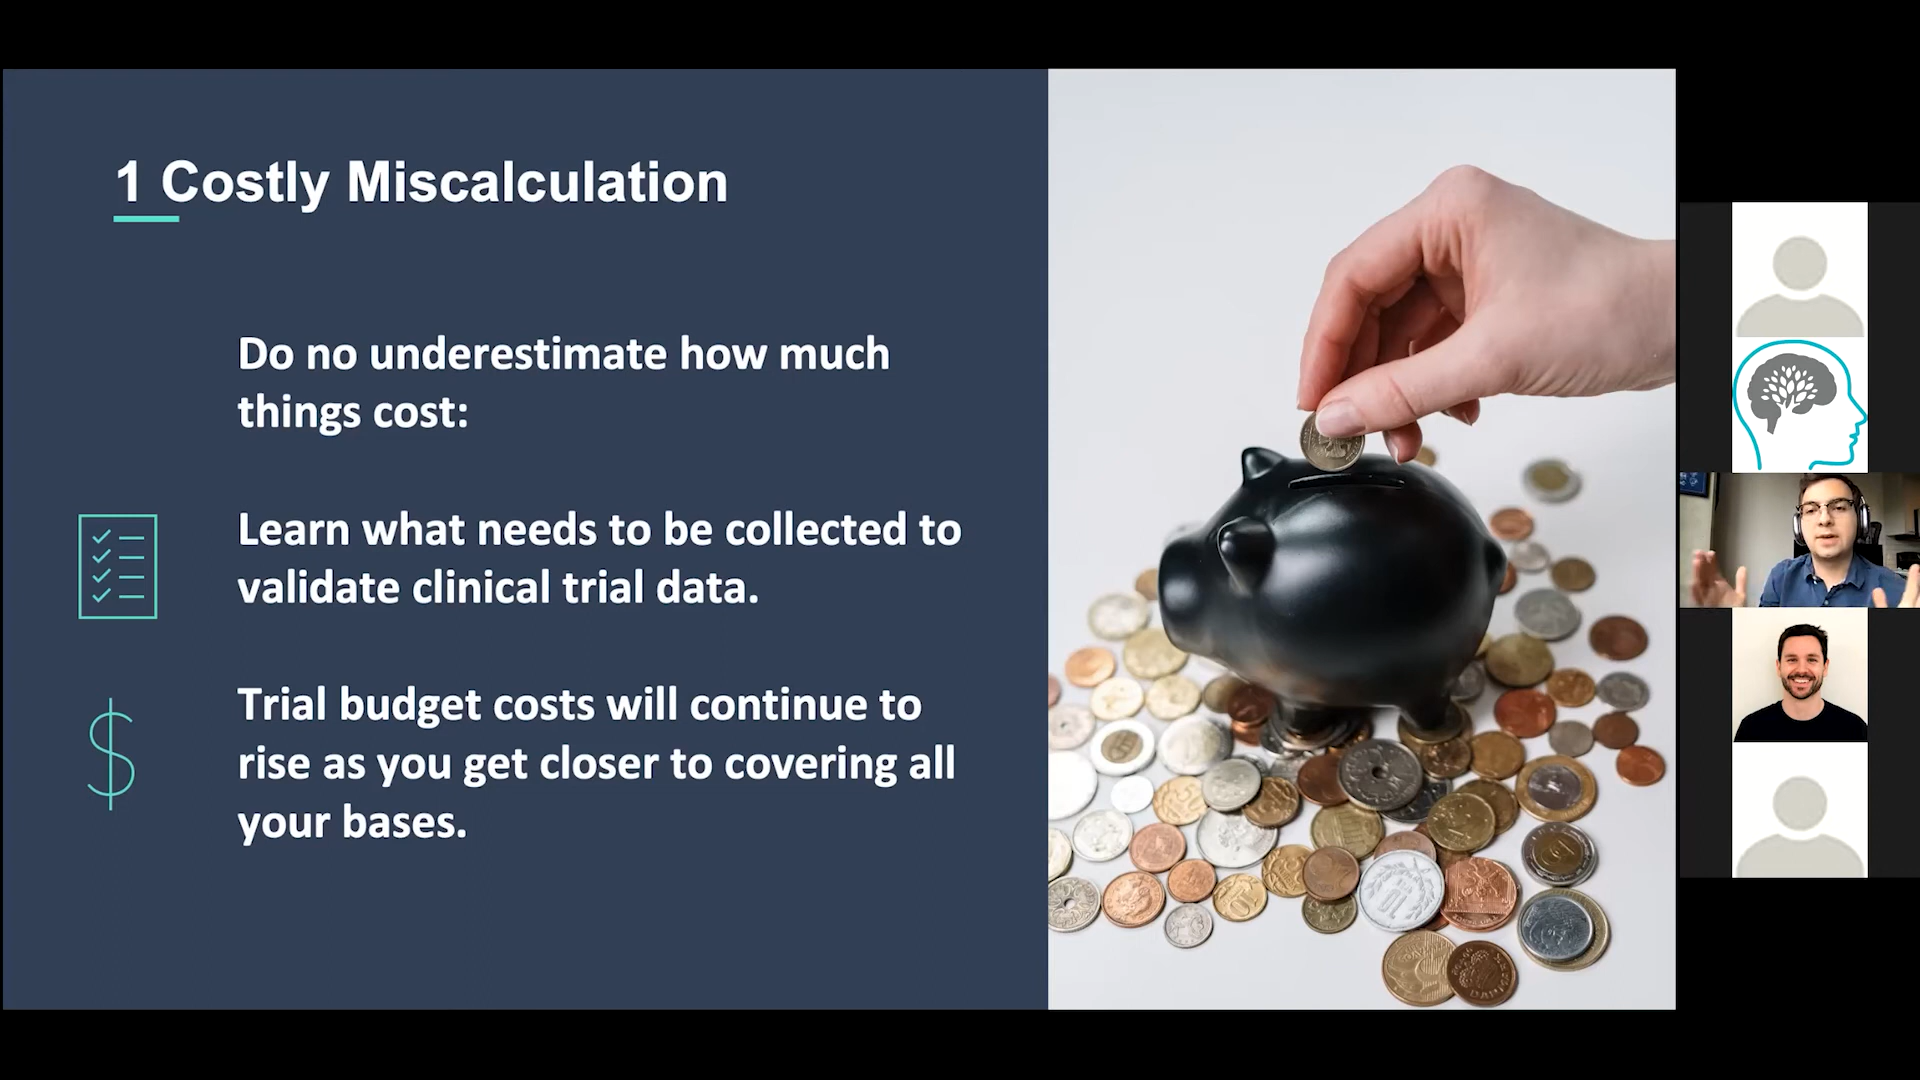 1 Costly Miscalculation
Do no underestimate how much
things cost:
Learn what needs to be collected to
validate clinical trial data.
Trial budget costs will continue to
rise as you get closer to covering all
your bases.